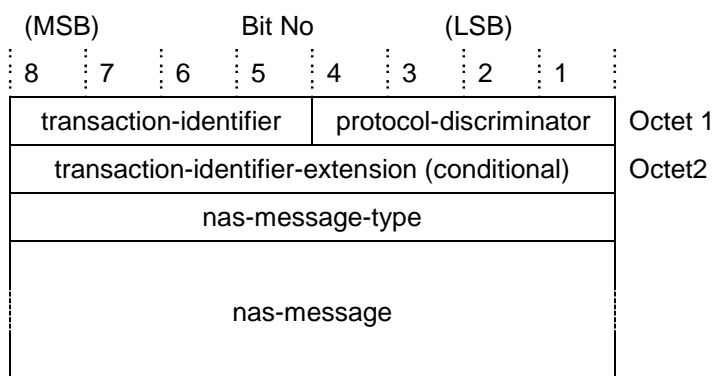 (MSB) Bit No (LSB)
8 7 6 5 4 3 2 1
transaction-identifier protocol-discriminator Octet 1
transaction-identifier-extension (conditional) Octet2
nas-message-type
nas-message